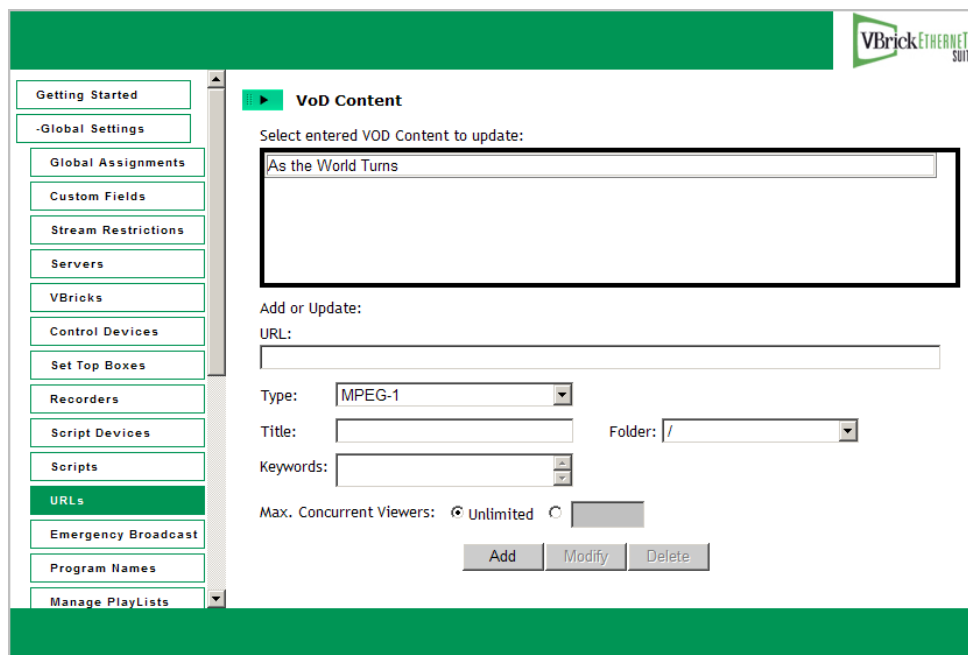 VBrick ETHERNET
SUIT
Getting Started
-Global Settings
Global Assignments
Custom Fields
Stream Restrictions
Servers
VBricks
Control Devices
Set Top Boxes
Recorders
Script Devices
Scripts
URLs
Emergency Broadcast
Program Names
Manage PlayLists
VoD Content
Select entered VOD Content to update:
As the World Turns
Add or Update:
URL:
Type: MPEG-1
Title: Folder: /
Keywords:
Max. Concurrent Viewers: Unlimited
Add Modify Delete